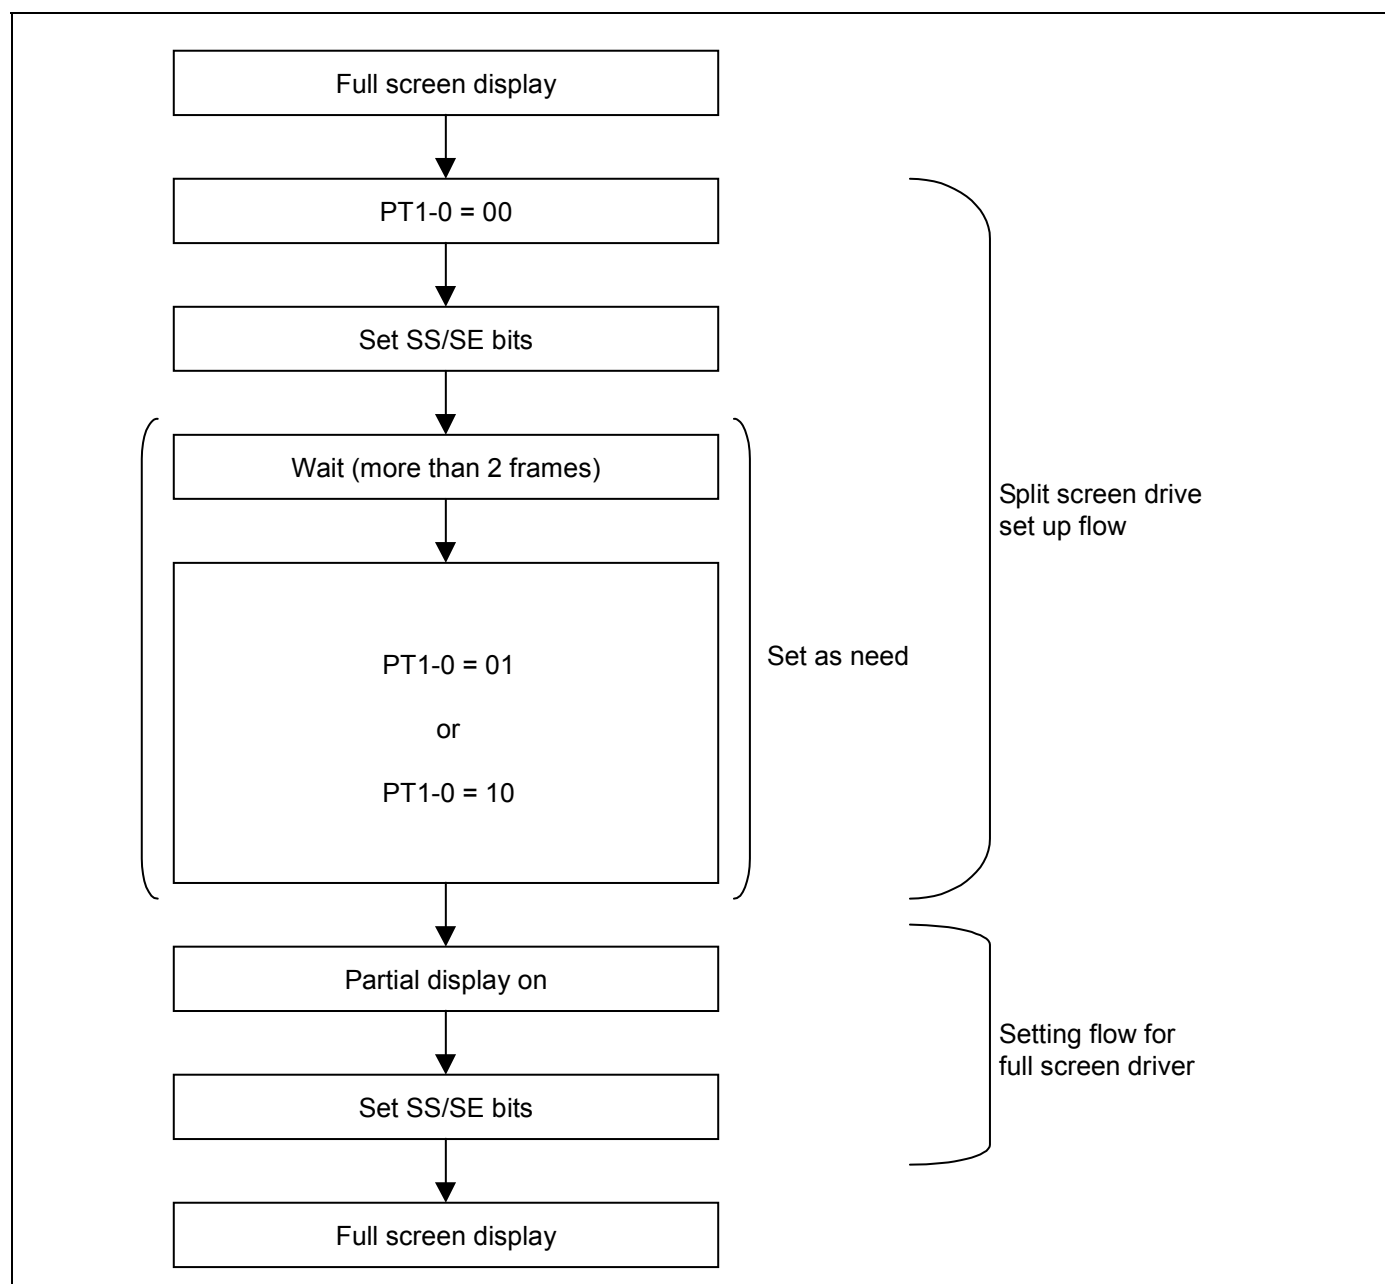 Full screen display
PT1-0 = 00
Set SS/SE bits
Wait (more than 2 frames)
PT1-0 = 01
or
PT1-0 = 10
Set as need
Split screen drive
set up flow
Partial display on
Set SS/SE bits
Setting flow for
full screen driver
Full screen display